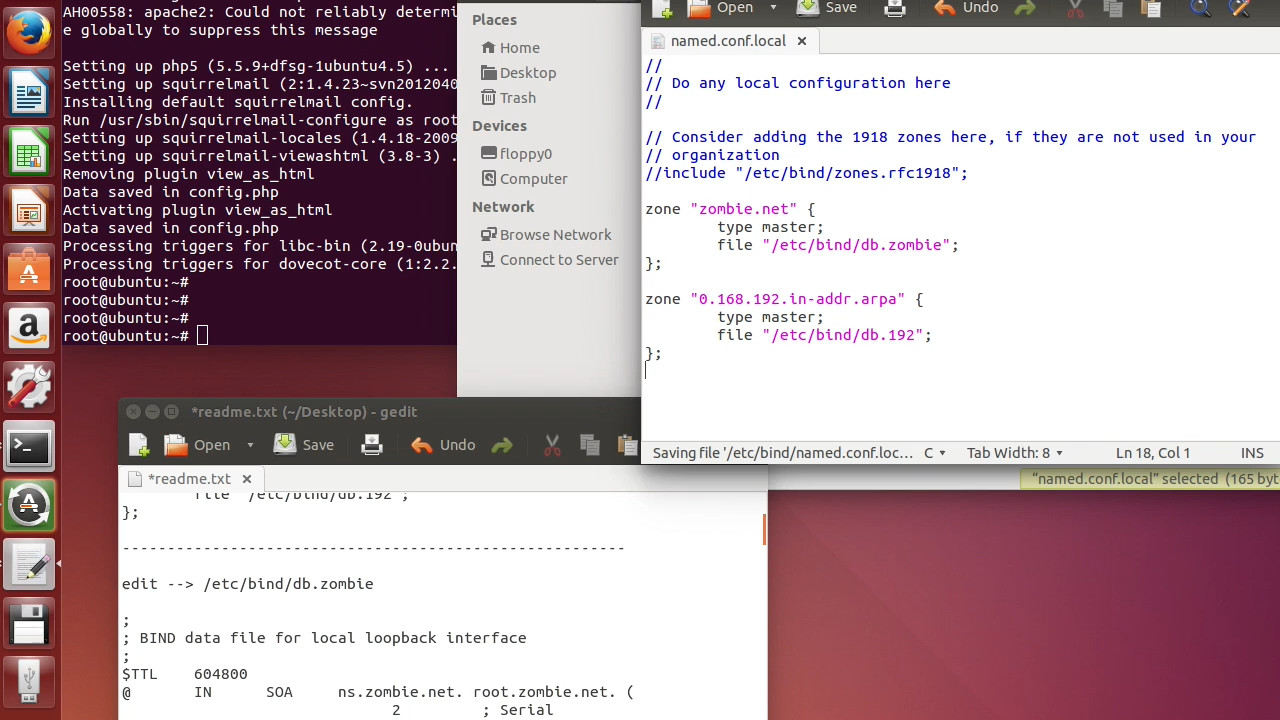 AH00558: apache2: Could not reliably determi
e globally to suppress this message
Setting up php5 (5.5.9+dfsg-1ubuntu4.5) ...
Setting up squirrelmail (2:1.4.23~svn2012040
Installing default squirrelmail config.
Run /usr/sbin/squirrelmail-configure as root
Setting up squirrelmail-locales (1.4.18-2009
Setting up squirrelmail-viewashtml (3.8-3) .
Removing plugin view_as_html
Data saved in config.php
Activating plugin view_as_html
Data saved in config.php
Processing triggers for libc-bin (2.19-0ubun
Processing triggers for dovecot-core (1:2.2.
root@ubuntu:~#
root@ubuntu:~#
root@ubuntu:~#
root@ubuntu:~#
Places
Home
Desktop
Trash
Devices
floppy0
Computer
Network
Browse Network
Connect to Server
Open
Save
Undo
named.conf.local
//
// Do any local configuration here
//
// Consider adding the 1918 zones here, if they are not used in your
// organization
//include "/etc/bind/zones.rfc1918";
zone "zombie.net" {
type master;
file "/etc/bind/db.zombie";
};
zone "0.168.192.in-addr.arpa" {
type master;
file "/etc/bind/db.192";
};
Saving file '/etc/bind/named.conf.loc... C Tab Width: 8 Ln 18, Col 1 INS
"named.conf.local" selected (165 byt
*readme.txt (~/Desktop) - gedit
Open Save Undo
*readme.txt
file "/etc/bind/db.192";
};
--------------------------------------------------------
edit --> /etc/bind/db.zombie
;
; BIND data file for local loopback interface
;
$TTL 604800
@ IN SOA ns.zombie.net. root.zombie.net. (
2 ; Serial